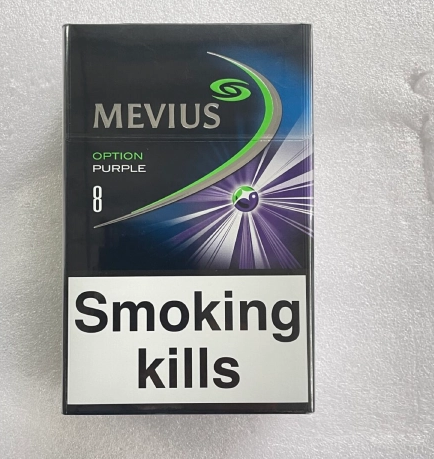 MEVIUS
OPTION
PURPLE
8
Smoking
kills